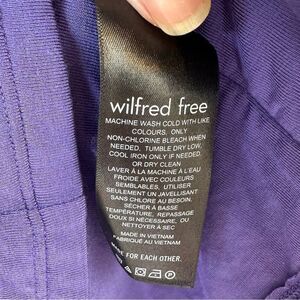 wilfred free
MACHINE WASH COLD WITH LIKE
COLOURS. ONLY
NON-CHLORINE BLEACH WHEN
NEEDED. TUMBLE DRY LOW,
COOL IRON ONLY IF NEEDED.
OR DRY CLEAN
LAVER À LA MACHINE À L'EAU
FROIDE AVEC COULEURS
SEMBLABLES, UTILISER
SEULEMENT UN JAVELLISANT
SANS CHLORE AU BESOIN.
SÉCHER À BASSE
TEMPÉRATURE, REPASSAGE
DOUX SI NÉCESSAIRE, OU
NETTOYER À SEC
MADE IN VIETNAM
FABRIQUÉ AU VIETNAM
FOR EACH OTHER.